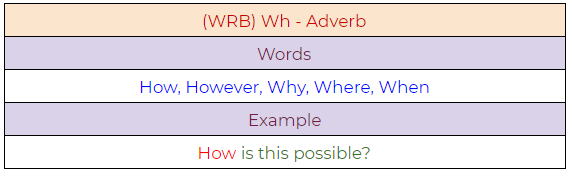 (WRB) Wh - Adverb
Words
How, However, Why, Where, When
Example
How is this possible?